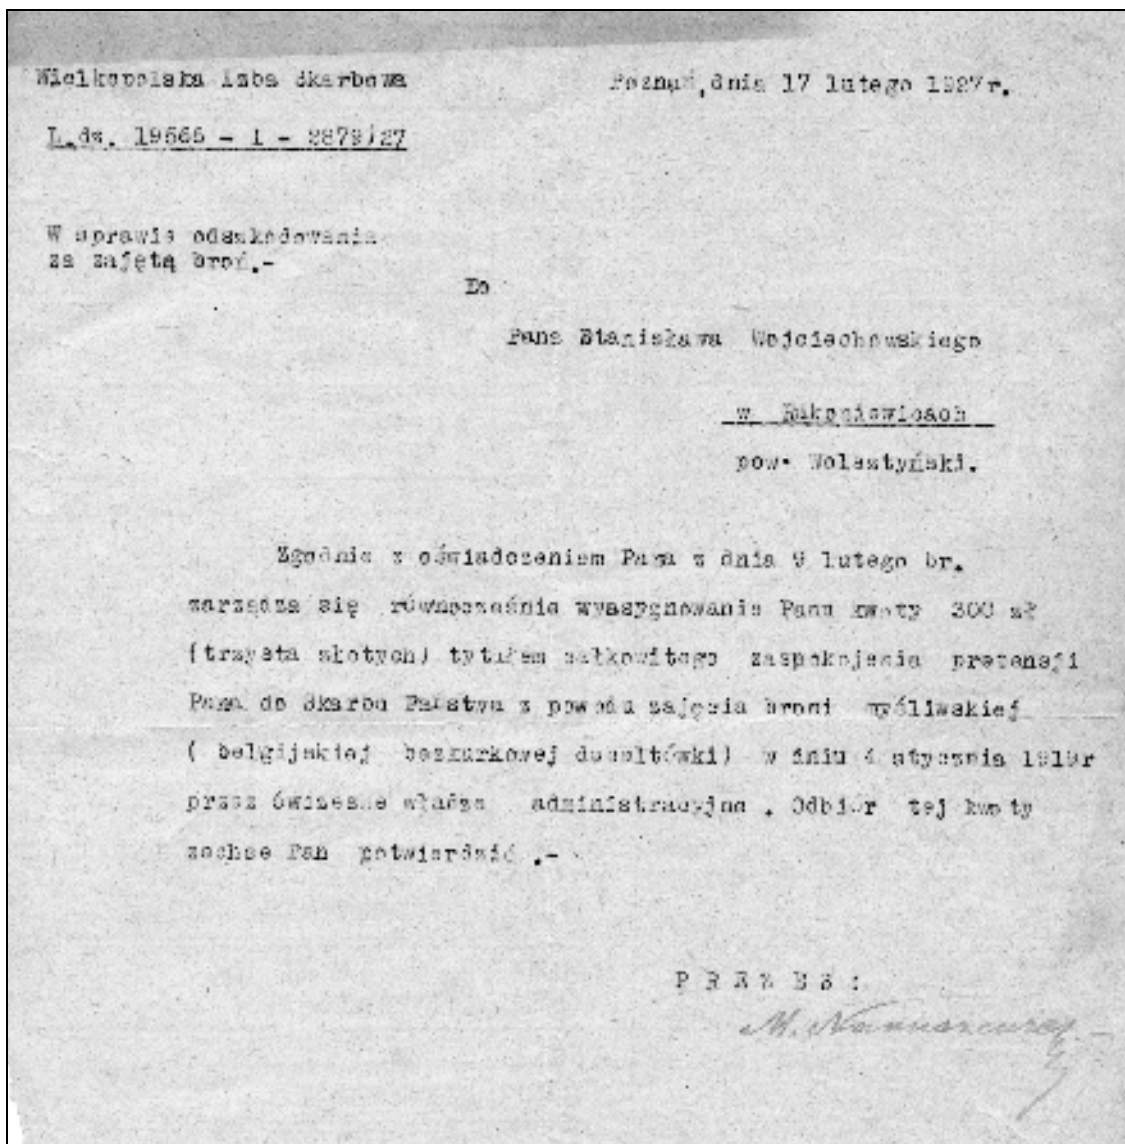 Wielkopolska Izba Skarbowa
Poznań, dnia 17 lutego 1927 r.
L.dz. 19565 - I - 2879/27
W sprawie odszkodowania
za zajętą broń.-
Do
Pana Stanisława Wojciechowskiego
w
pow. Wolsztyński.
Zgodnie z oświadczeniem Pana z dnia 9 lutego br.
zarządza się równocześnie wyasygnowanie Panu kwoty 300 zł
(trzysta złotych) tytułem całkowitego zaspokojenia pretensji
Pana do Skarbu Państwa z powodu zajęcia broni myśliwskiej
( belgijskiej bezkurkowej dubeltówki) w dniu 4 stycznia 1919r
przez ówczesne władze administracyjne . Odbiór tej kwoty
zechce Pan potwierdzić .-
P R E Z E S :
M.